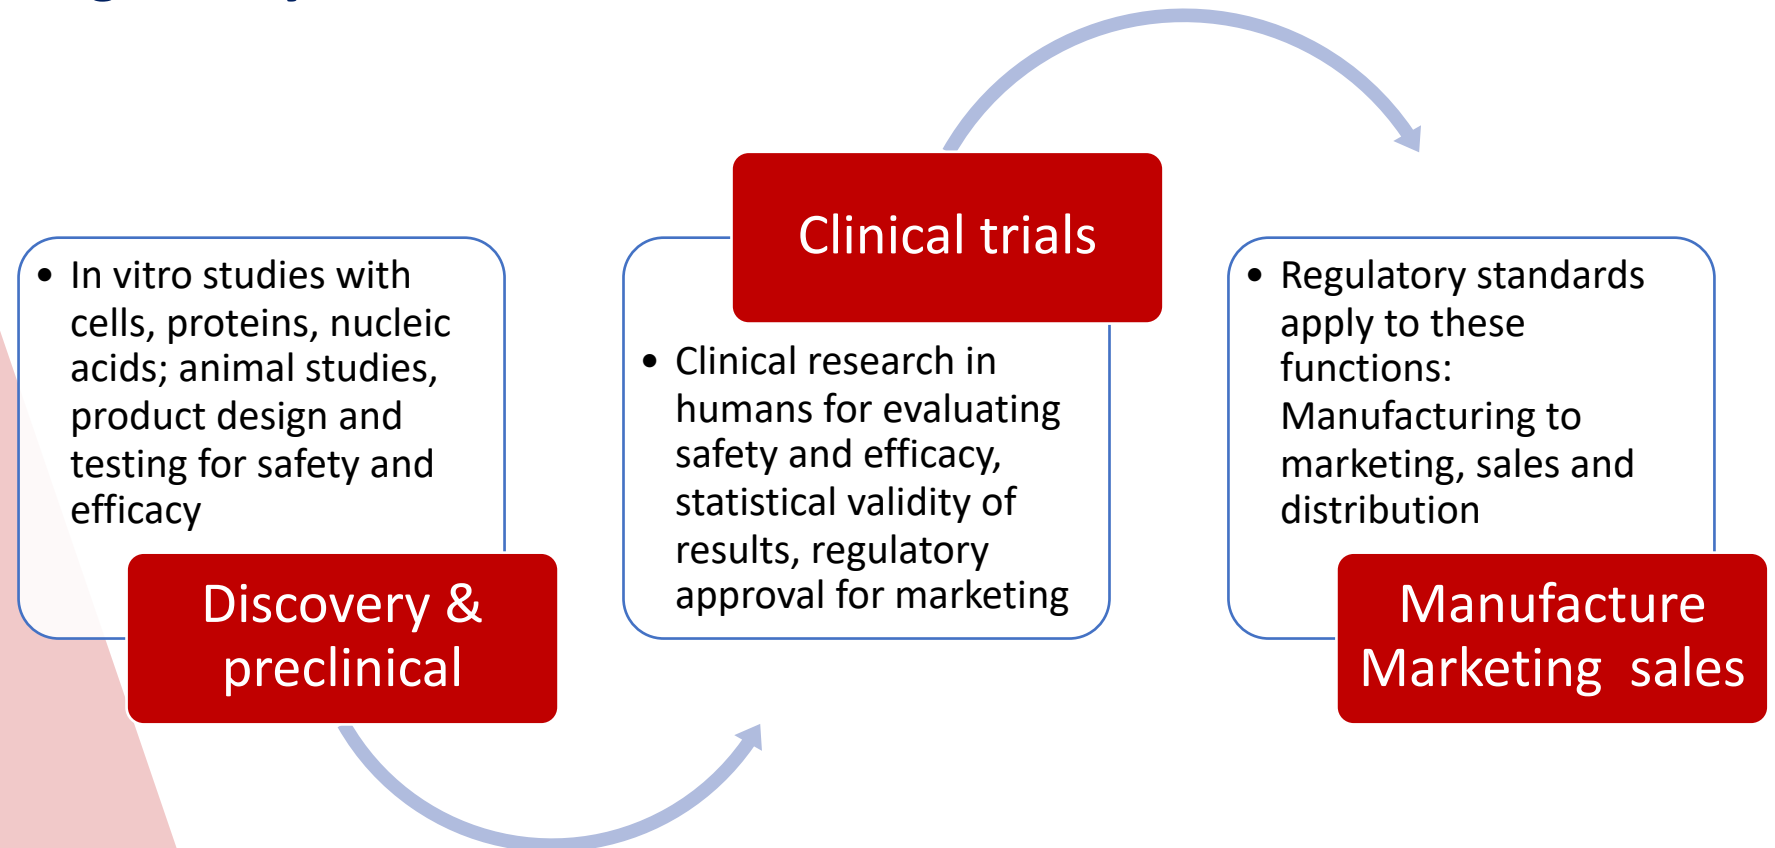 • In vitro studies with
cells, proteins, nucleic
acids; animal studies,
product design and
testing for safety and
efficacy
Discovery &
preclinical
Clinical trials
• Clinical research in
humans for evaluating
safety and efficacy,
statistical validity of
results, regulatory
approval for marketing
• Regulatory standards
apply to these
functions:
Manufacturing to
marketing, sales and
distribution
Manufacture
Marketing  sales